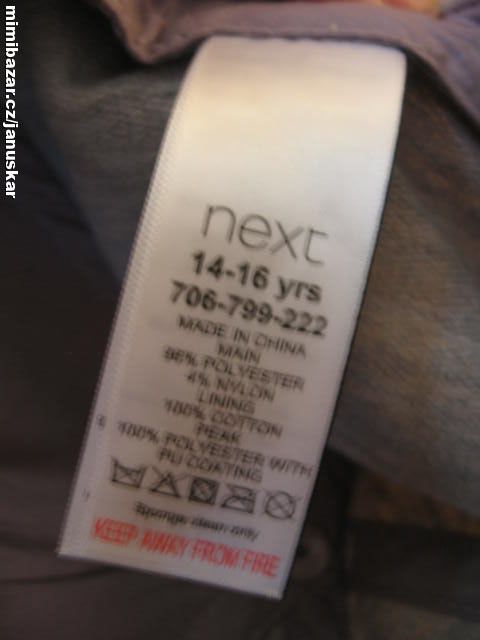 mimibazar.cz/januskar
next
14-16 yrs
706-799-222
MADE IN CHINA
MAIN
96% POLYESTER
4% NYLON
LINING
100% COTTON
PEAK
100% POLYESTER WITH
PU COATING
Sponge clean only
KEEP AWAY FROM FIRE